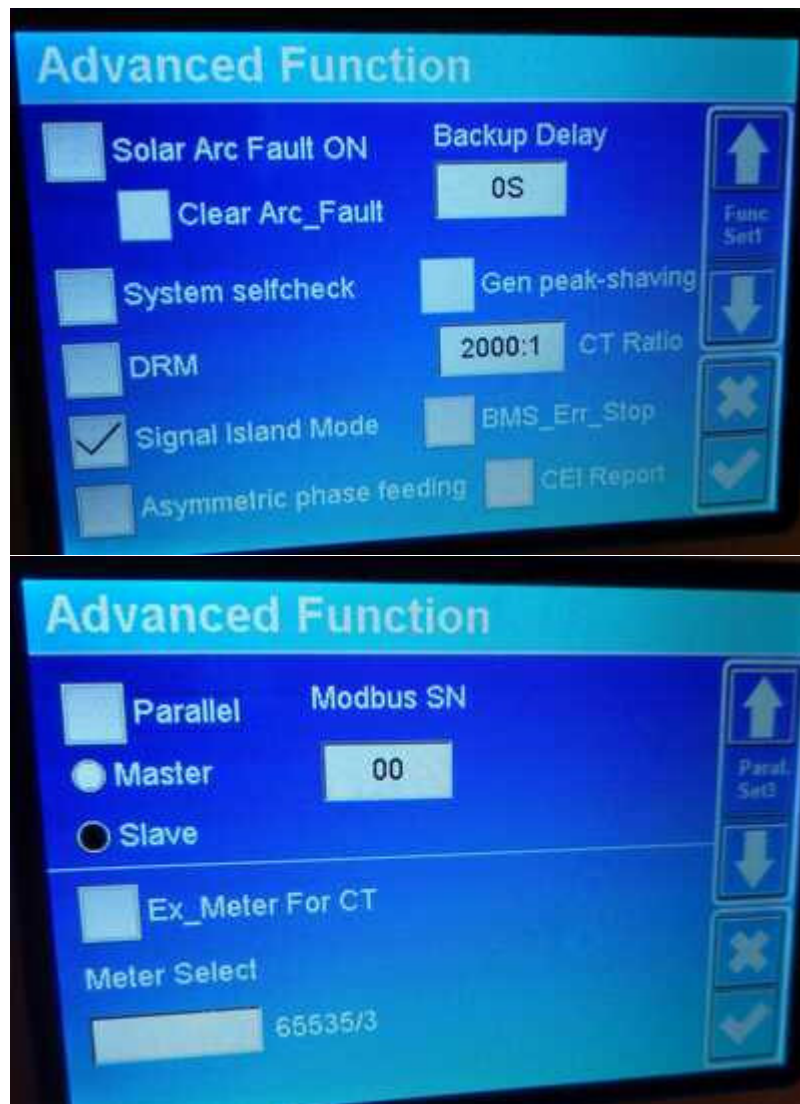 Advanced Function
Solar Arc Fault ON
Backup Delay
0S
Clear Arc_Fault
Func
Set1
System selfcheck
Gen peak-shaving
DRM
2000:1 CT Ratio
Signal Island Mode
BMS_Err_Stop
Asymmetric phase feeding
CEI Report
Advanced Function
Parallel
Modbus SN
Master
00
Paral.
Set3
Slave
Ex_Meter For CT
Meter Select
65535/3